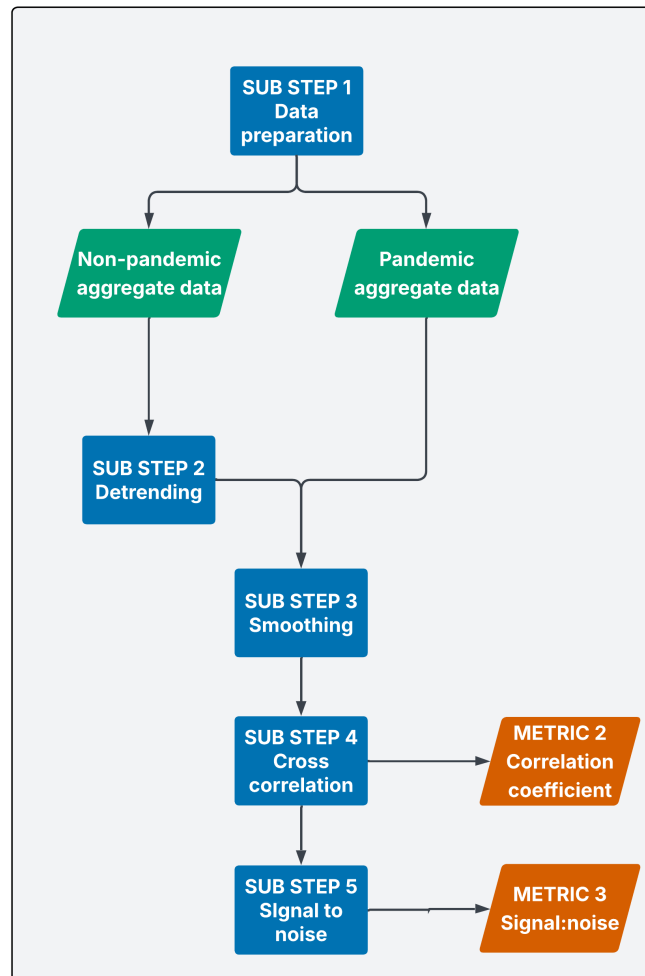 SUB STEP 1
Data
preparation
Non-pandemic
aggregate data
Pandemic
aggregate data
SUB STEP 2
Detrending
SUB STEP 3
Smoothing
SUB STEP 4
Cross
correlation
METRIC 2
Correlation
coefficient
SUB STEP 5
SIgnal to
noise
METRIC 3
Signal:noise